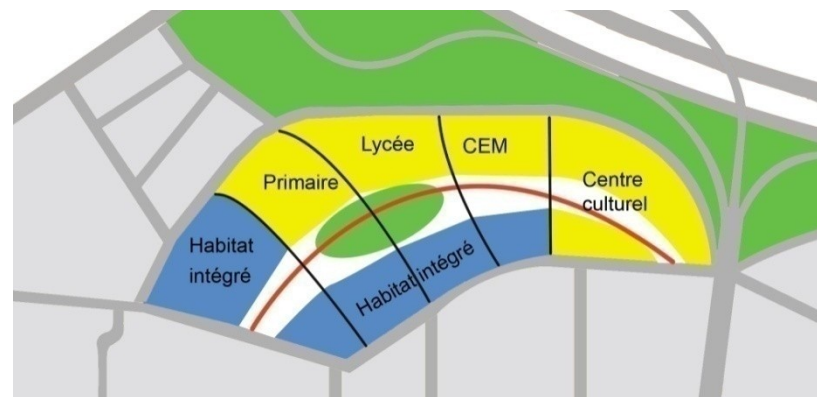 Lycée
CEM
Primaire
Centre
culturel
Habitat
intégré
Habitat intégré